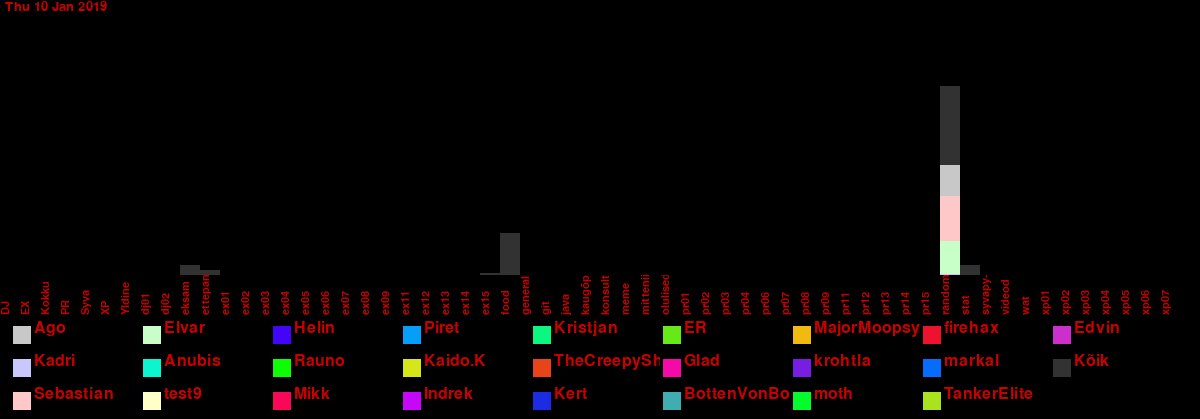 Thu 10 Jan 2019
DJ
EX
Kokku
PR
Syva
XP
Yldine
dj01
dj02
eksam
ettepan
ex01
ex02
ex03
ex04
ex05
ex06
ex07
ex08
ex09
ex11
ex12
ex13
ex14
ex15
food
general
git
java
kaugõp
konsult
meme
mittenii
olulised
pr01
pr02
pr03
pr04
pr06
pr07
pr08
pr09
pr11
pr12
pr13
pr14
pr15
random
stat
syvapy-
videod
wat
xp01
xp02
xp03
xp04
xp05
xp06
xp07
Ago Elvar Helin Piret Kristjan ER MajorMoopsy firehax Edvin
Kadri Anubis Rauno Kaido.K TheCreepySh Glad krohtla markal Kõik
Sebastian test9 Mikk Indrek Kert BottenVonBo moth TankerElite